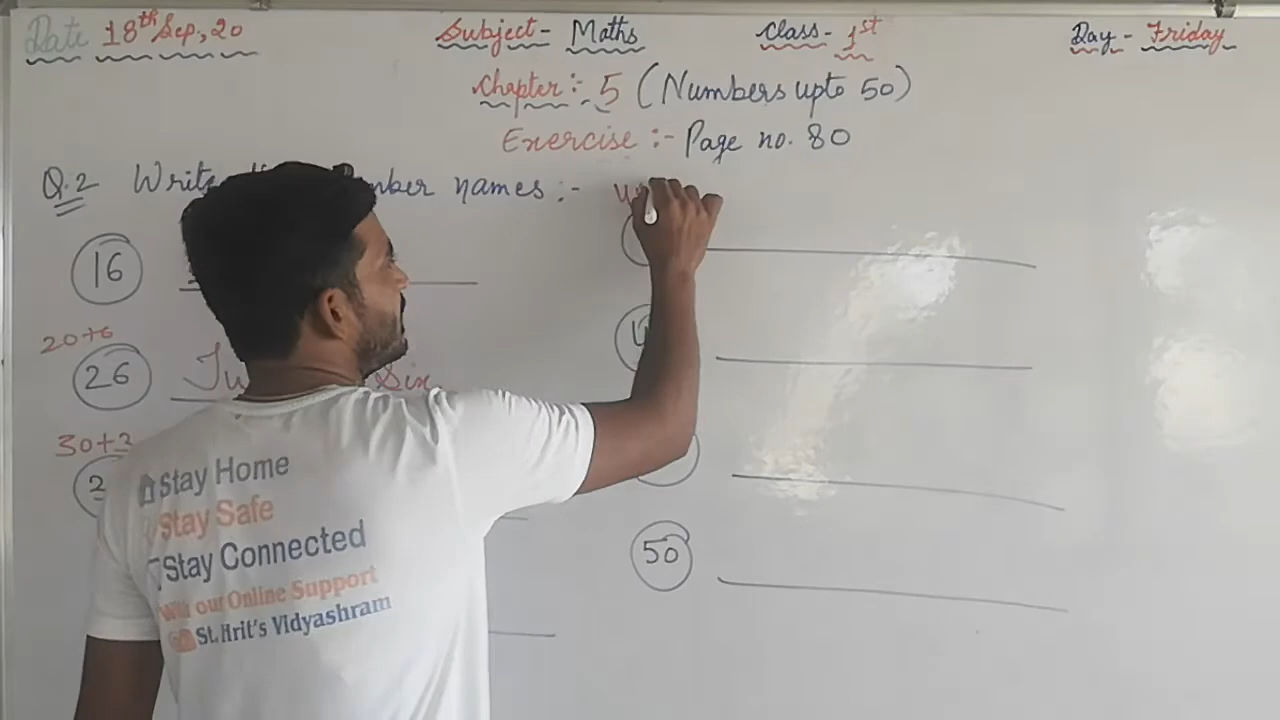 Date 18th Sep, 20
Subject- Maths
Class- 1st
Day - Friday
Chapter :- 5 (Numbers upto 50)
Exercise :- Page no. 80
Q.2 Write names :-
16
20+6
26 Six
30+3
50
Stay Home
Stay Safe
Stay Connected
With our Online Support
St. Hrit's Vidyashram